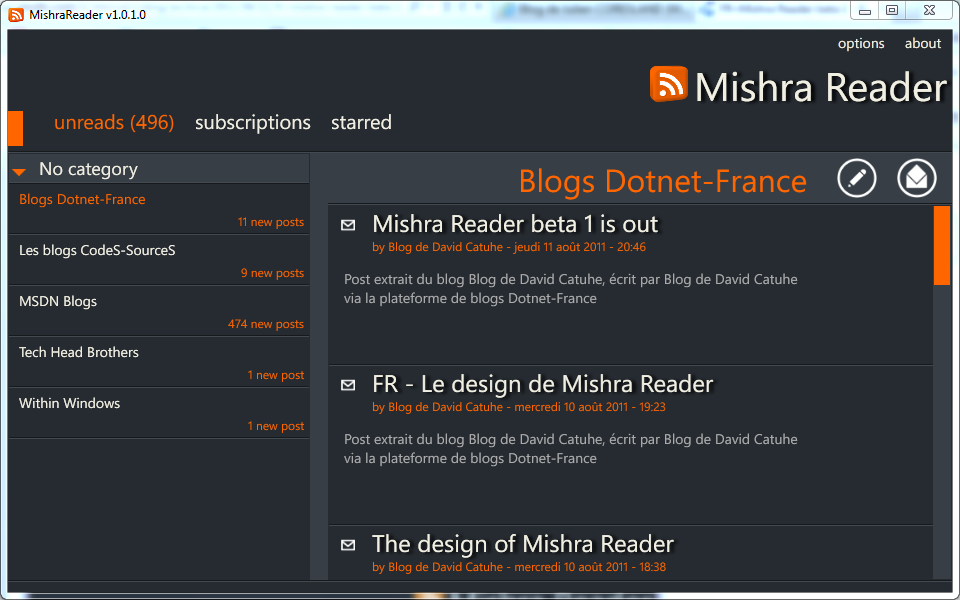 MishraReader v1.0.1.0
options about
Mishra Reader
unreads (496) subscriptions starred
No category
Blogs Dotnet-France
11 new posts
Les blogs CodeS-SourceS
9 new posts
MSDN Blogs
474 new posts
Tech Head Brothers
1 new post
Within Windows
1 new post
Blogs Dotnet-France
Mishra Reader beta 1 is out
by Blog de David Catuhe - jeudi 11 août 2011 - 20:46
Post extrait du blog Blog de David Catuhe, écrit par Blog de David Catuhe
via la plateforme de blogs Dotnet-France
FR - Le design de Mishra Reader
by Blog de David Catuhe - mercredi 10 août 2011 - 19:23
Post extrait du blog Blog de David Catuhe, écrit par Blog de David Catuhe
via la plateforme de blogs Dotnet-France
The design of Mishra Reader
by Blog de David Catuhe - mercredi 10 août 2011 - 18:38